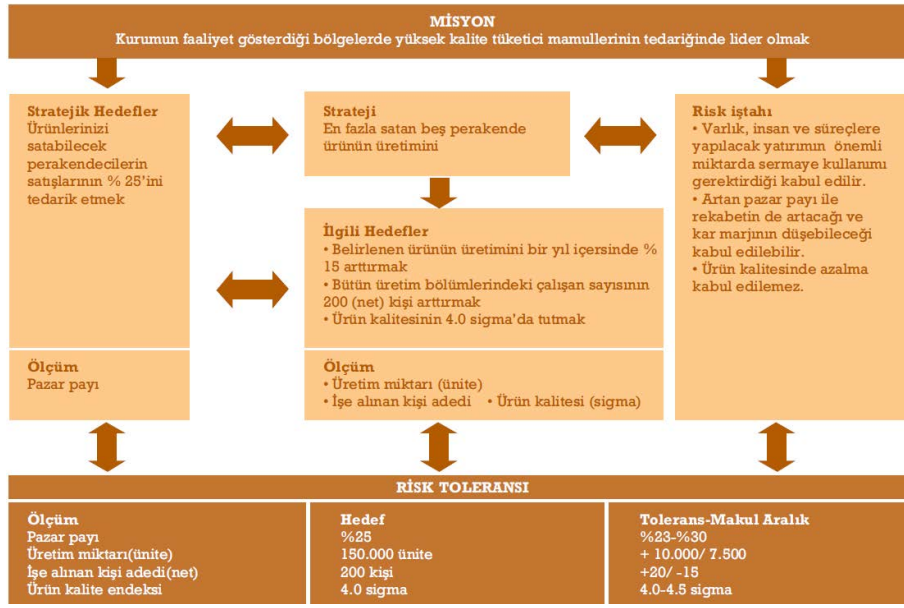 MİSYON
Kurumun faaliyet gösterdiği bölgelerde yüksek kalite tüketici mamullerinin tedariğinde lider olmak
Stratejik Hedefler
Ürünlerinizi
satabilecek
perakendecilerin
satışlarının % 25'ini
tedarik etmek
Ölçüm
Pazar payı
Strateji
En fazla satan beş perakende
ürünün üretimini
İlgili Hedefler
• Belirlenen ürünün üretimini bir yıl içersinde %
15 arttırmak
• Bütün üretim bölümlerindeki çalışan sayısının
200 (net) kişi arttırmak
• Ürün kalitesinin 4.0 sigma'da tutmak
Ölçüm
• Üretim miktarı (ünite)
• İşe alınan kişi adedi • Ürün kalitesi (sigma)
Risk iştahı
• Varlık, insan ve süreçlere
yapılacak yatırımın önemli
miktarda sermaye kullanımı
gerektirdiği kabul edilir.
• Artan pazar payı ile
rekabetin de artacağı ve
kar marjının düşebileceği
kabul edilebilir.
• Ürün kalitesinde azalma
kabul edilemez.
RİSK TOLERANSI
Ölçüm
Pazar payı
Üretim miktarı(ünite)
İşe alınan kişi adedi(net)
Ürün kalite endeksi
Hedef
%25
150.000 ünite
200 kişi
4.0 sigma
Tolerans-Makul Aralık
%23-%30
+ 10.000/ 7.500
+20/ -15
4.0-4.5 sigma